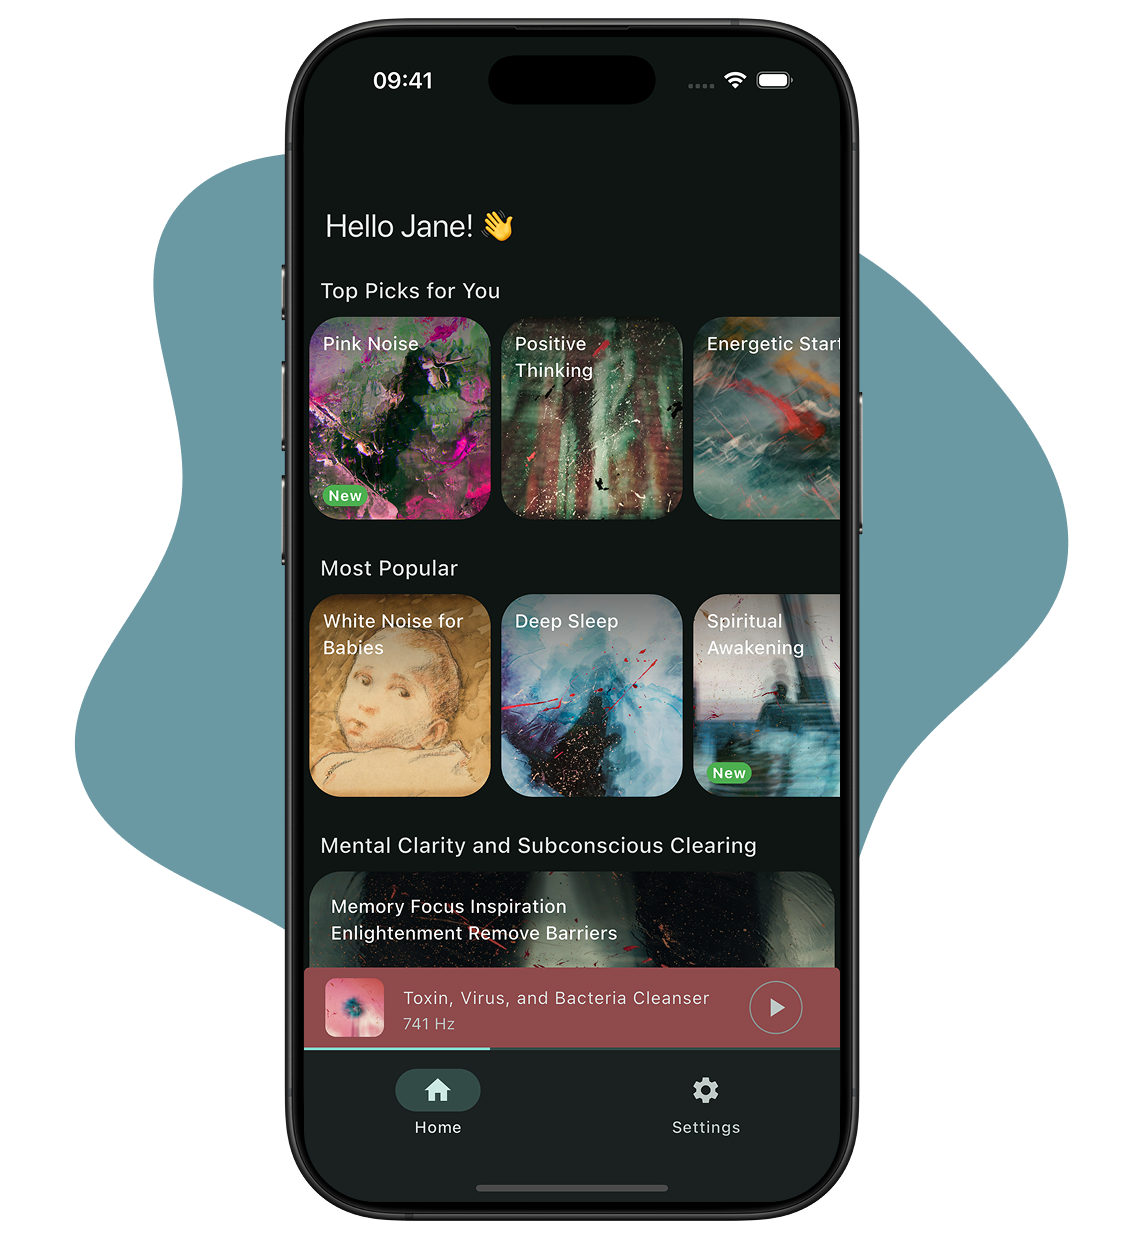 09:41
Hello Jane! 👋
Top Picks for You
Pink Noise
New
Positive
Thinking
Energetic Start
Most Popular
White Noise for
Babies
Deep Sleep
Spiritual
Awakening
New
Mental Clarity and Subconscious Clearing
Memory Focus Inspiration
Enlightenment Remove Barriers
Toxin, Virus, and Bacteria Cleanser
741 Hz
Home
Settings